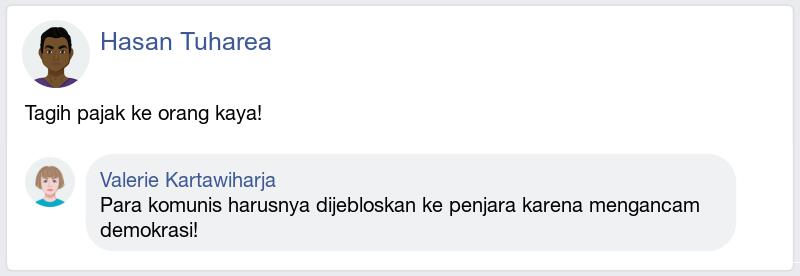 Hasan Tuharea
Tagih pajak ke orang kaya!
Valerie Kartawiharja
Para komunis harusnya dijebloskan ke penjara karena mengancam
demokrasi!